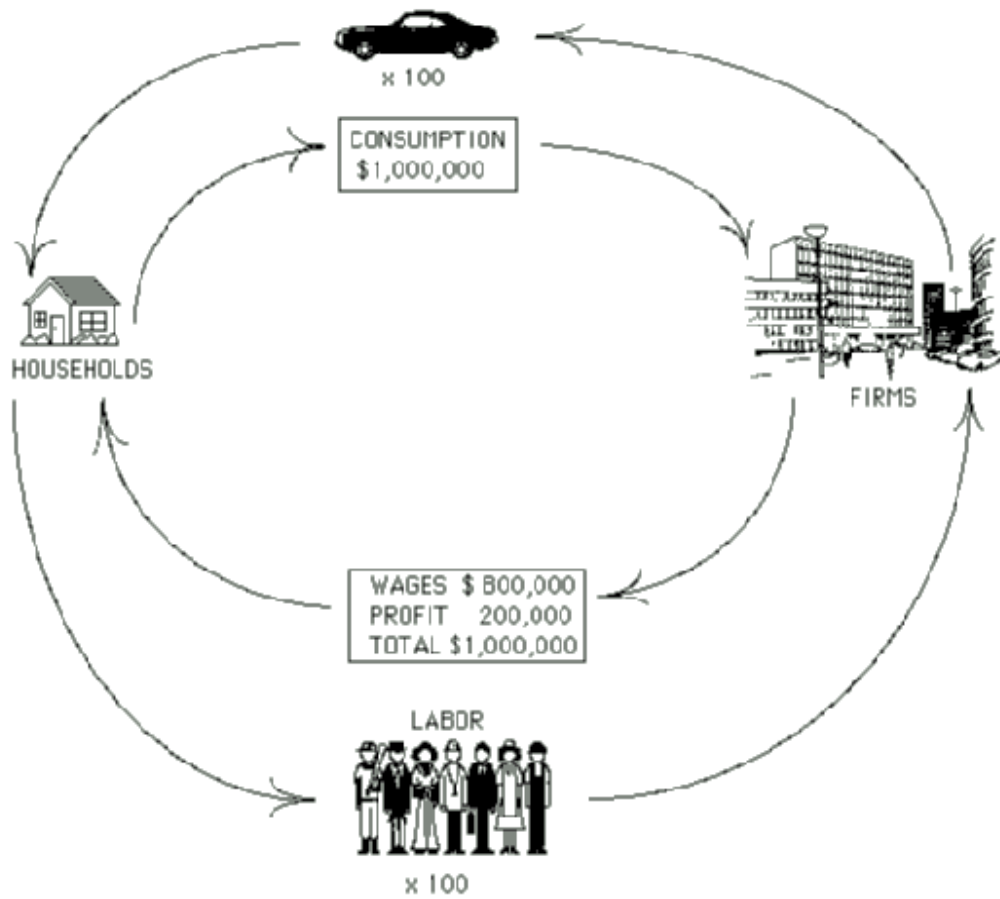 x 100
CONSUMPTION
$1,000,000
HOUSEHOLDS
FIRMS
WAGES $ 800,000
PROFIT 200,000
TOTAL $1,000,000
LABOR
x 100